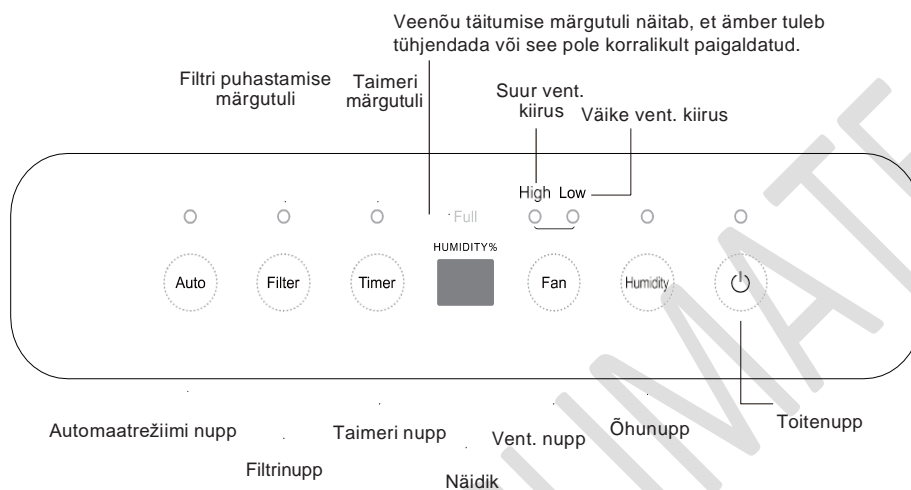 Veenõu täitumise märgutuli näitab, et ämber tuleb
tühjendada või see pole korralikult paigaldatud.
Filtri puhastamise
märgutuli
Taimeri
märgutuli
Suur vent.
kiirus
Väike vent. kiirus
High Low
Full
HUMIDITY%
Auto
Filter
Timer
Fan
Humidity
Automaatrežiimi nupp
Filtrinupp
Taimeri nupp
Näidik
Vent. nupp
Õhunupp
Toitenupp